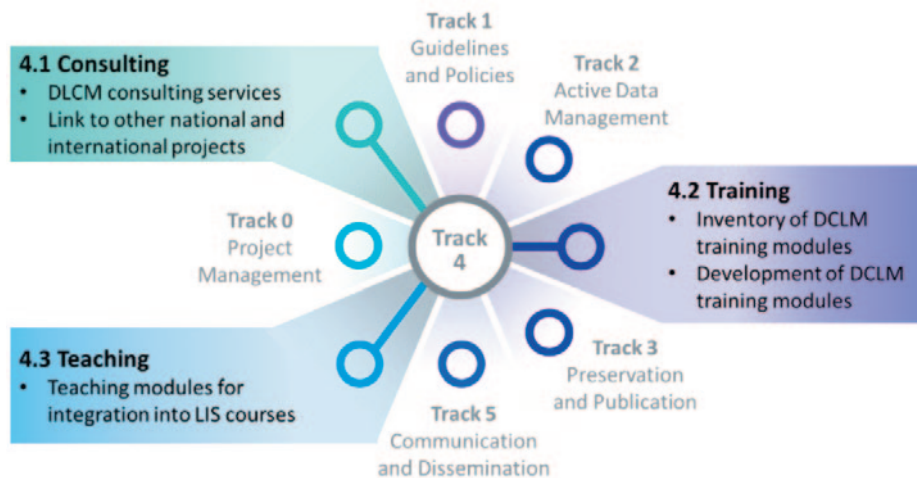 Track 1
Guidelines
and Policies
Track 2
Active Data
Management
4.1 Consulting
• DLCM consulting services
• Link to other national and
international projects
4.2 Training
• Inventory of DCLM
training modules
• Development of DCLM
training modules
Track 0
Project
Management
Track
4
4.3 Teaching
• Teaching modules for
integration into LIS courses
Track 3
Preservation
and Publication
Track 5
Communication
and Dissemination